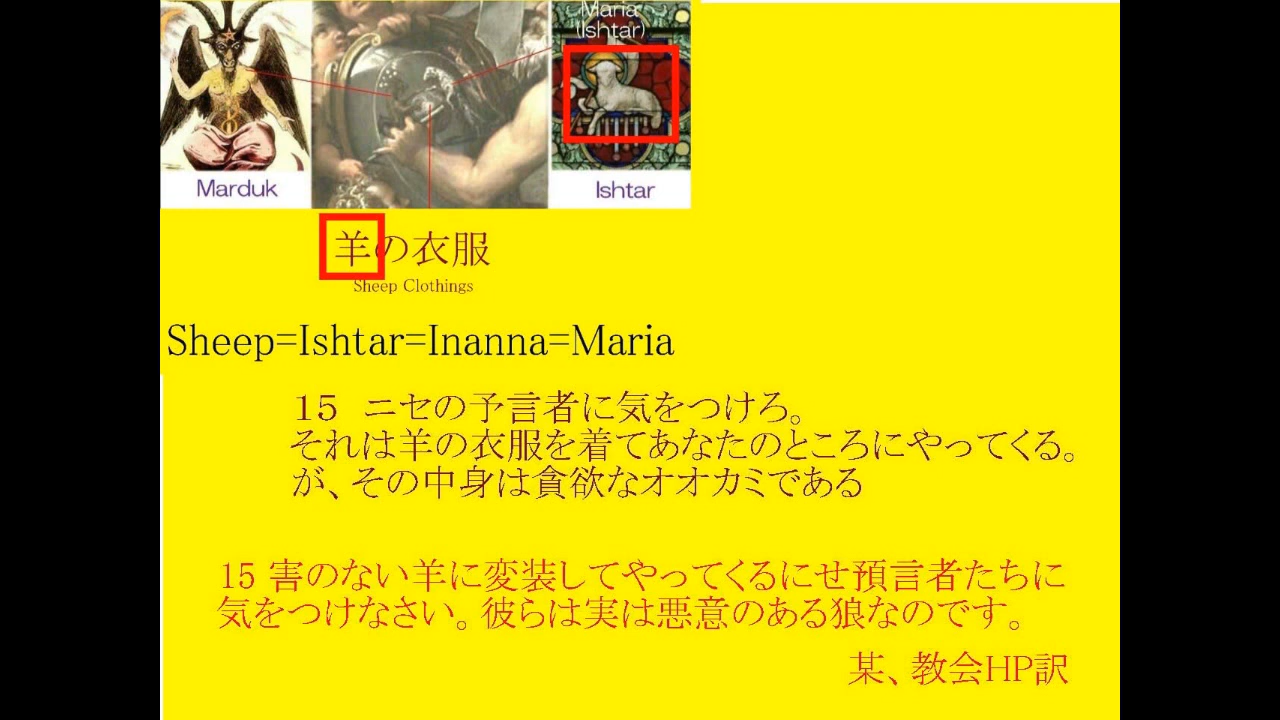 Maria
(Ishtar)
Marduk
Ishtar
羊の衣服
Sheep Clothings
Sheep=Ishtar=Inanna=Maria
15 ニセの予言者に気をつけろ。
それは羊の衣服を着てあなたのところにやってくる。
が、その中身は貪欲なオオカミである
15 害のない羊に変装してやってくるにせ預言者たちに
気をつけなさい。彼らは実は悪意のある狼なのです。
某、教会HP訳